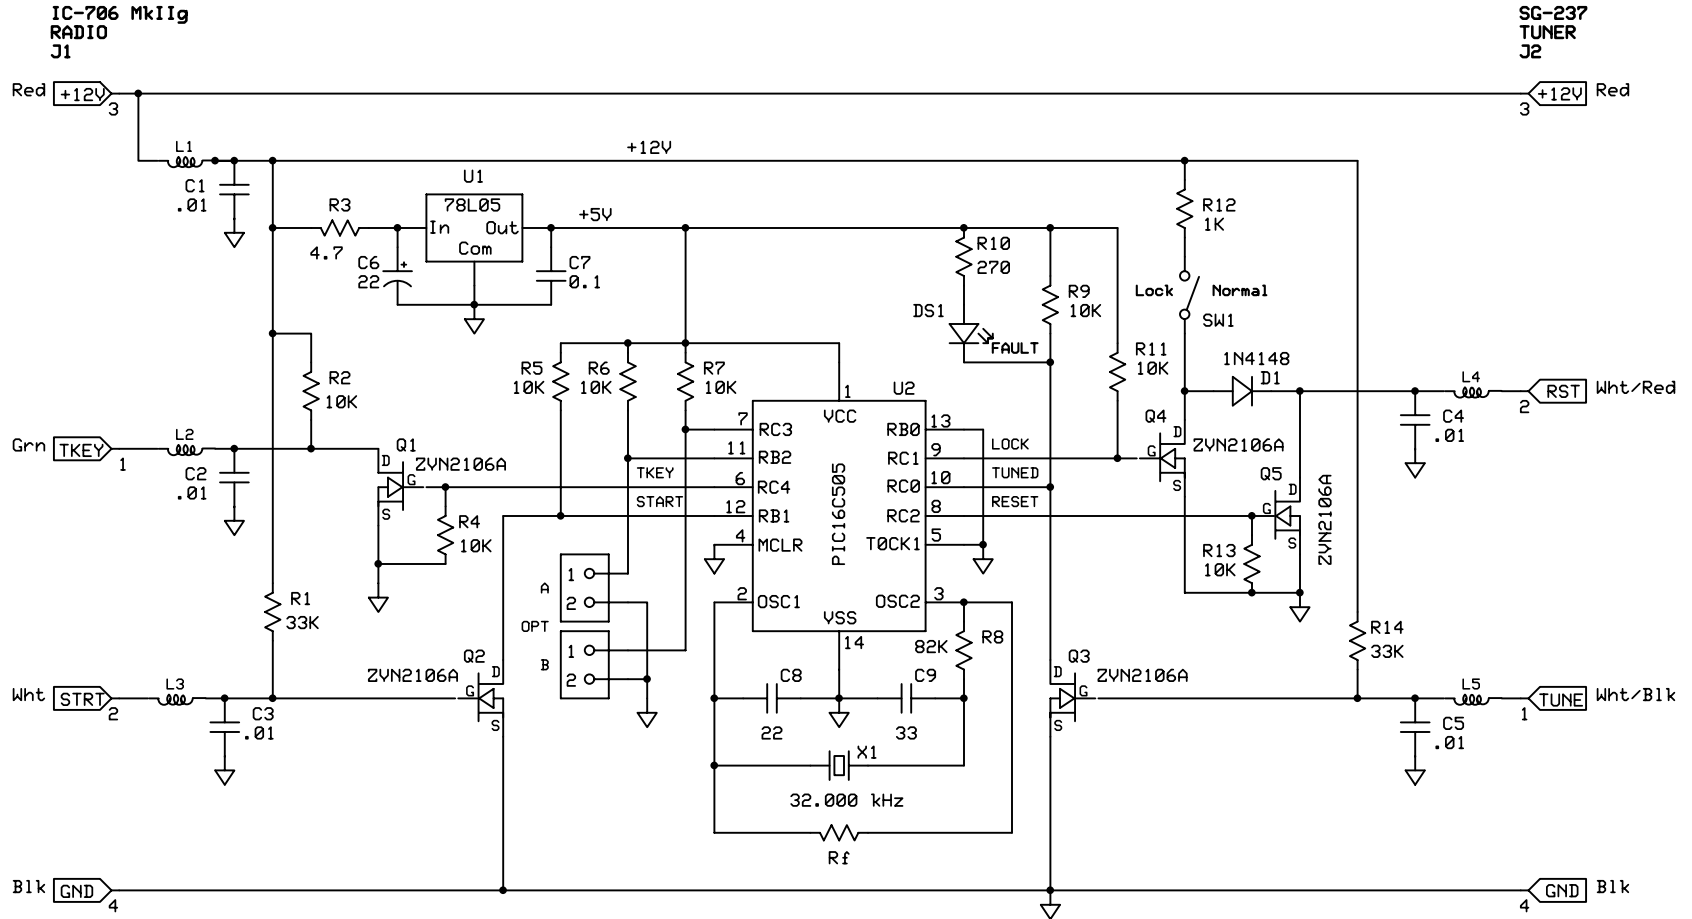 IC-706 MkIIg
RADIO
J1
SG-237
TUNER
J2
Red +12V 3
3 +12V Red
L1
+12V
C1
.01
U1
78L05
In Out
Com
R3
4.7
+5V
C6
22
+
C7
0.1
R12
1K
R10
270
R9
10K
Lock Normal
SW1
DS1
FAULT
R11
10K
1N4148
D1
R2
10K
R5
10K
R6
10K
R7
10K
U2
1
VCC
L4
RST Wht/Red
2
C4
.01
Grn TKEY
1
L2
C2
.01
Q1
D
G
S
ZVN2106A
R4
10K
TKEY
START
7 RC3
11 RB2
6 RC4
12 RB1
4 MCLR
2 OSC1
PIC16C505
RB0 13
RC1 9
RC0 10
RC2 8
T0CK1 5
OSC2 3
VSS
14
LOCK
TUNED
RESET
Q4
D
G
S
ZVN2106A
Q5
D
G
S
ZVN2106A
R13
10K
A
1
2
OPT
B
1
2
R1
33K
82K R8
R14
33K
Wht STRT
2
L3
C3
.01
Q2
ZVN2106A
D
G
S
C8
22
C9
33
X1
32.000 kHz
Rf
Q3
ZVN2106A
D
G
S
L5
TUNE Wht/Blk
1
C5
.01
Blk GND
4
GND Blk
4